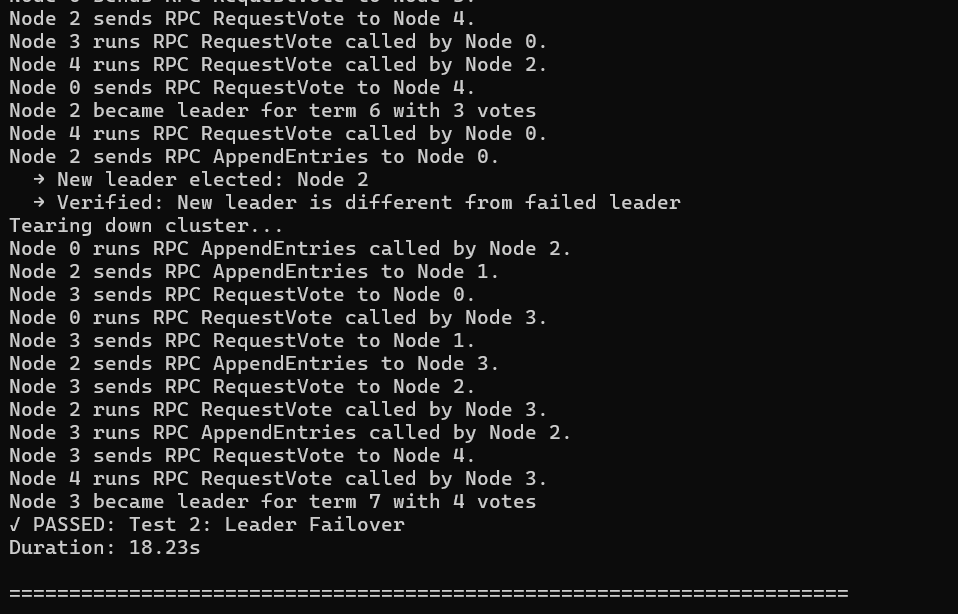 Node 0 sends RPC RequestVote to Node 3.
Node 2 sends RPC RequestVote to Node 4.
Node 3 runs RPC RequestVote called by Node 0.
Node 4 runs RPC RequestVote called by Node 2.
Node 0 sends RPC RequestVote to Node 4.
Node 2 became leader for term 6 with 3 votes
Node 4 runs RPC RequestVote called by Node 0.
Node 2 sends RPC AppendEntries to Node 0.
→ New leader elected: Node 2
→ Verified: New leader is different from failed leader
Tearing down cluster...
Node 0 runs RPC AppendEntries called by Node 2.
Node 2 sends RPC AppendEntries to Node 1.
Node 3 sends RPC RequestVote to Node 0.
Node 0 runs RPC RequestVote called by Node 3.
Node 3 sends RPC RequestVote to Node 1.
Node 2 sends RPC AppendEntries to Node 3.
Node 3 sends RPC RequestVote to Node 2.
Node 2 runs RPC RequestVote called by Node 3.
Node 3 runs RPC AppendEntries called by Node 2.
Node 3 sends RPC RequestVote to Node 4.
Node 4 runs RPC RequestVote called by Node 3.
Node 3 became leader for term 7 with 4 votes
✓ PASSED: Test 2: Leader Failover
Duration: 18.23s
======================================================================